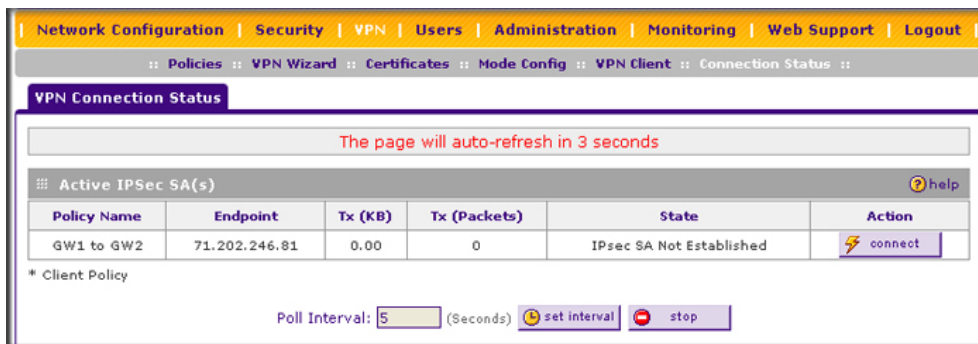 | Network Configuration | Security | VPN | Users | Administration | Monitoring | Web Support | Logout |
:: Policies :: VPN Wizard :: Certificates :: Mode Config :: VPN Client :: Connection Status ::
VPN Connection Status
The page will auto-refresh in 3 seconds
Active IPSec SA(s) ? help
Policy Name Endpoint Tx (KB) Tx (Packets) State Action
GW1 to GW2 71.202.246.81 0.00 0 IPsec SA Not Established connect
* Client Policy
Poll Interval: 5 (Seconds) set interval stop